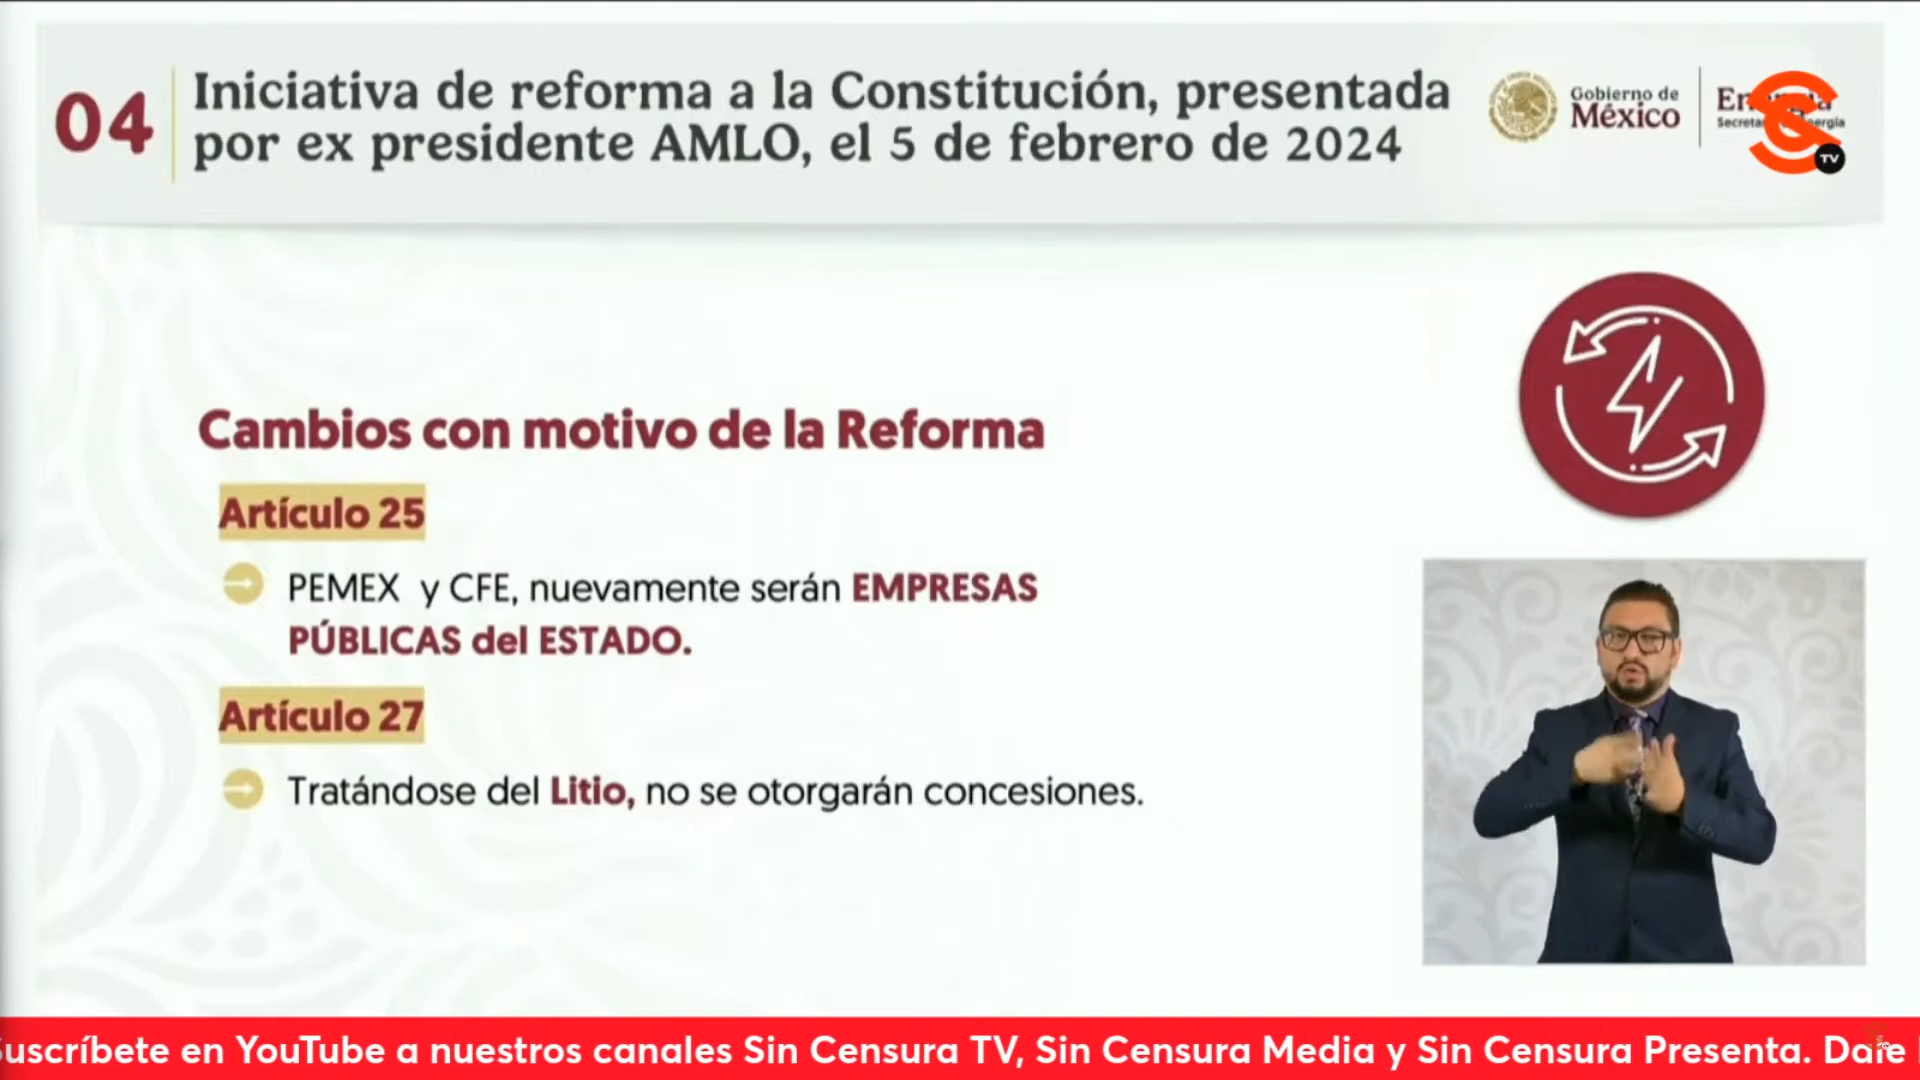 04
Iniciativa de reforma a la Constitución, presentada
por ex presidente AMLO, el 5 de febrero de 2024
Gobierno de
México
TV
Cambios con motivo de la Reforma
Artículo 25
PEMEX y CFE, nuevamente serán EMPRESAS
PÚBLICAS del ESTADO.
Artículo 27
Tratándose del Litio, no se otorgarán concesiones.
uscríbete en YouTube a nuestros canales Sin Censura TV, Sin Censura Media y Sin Censura Presenta. Dale